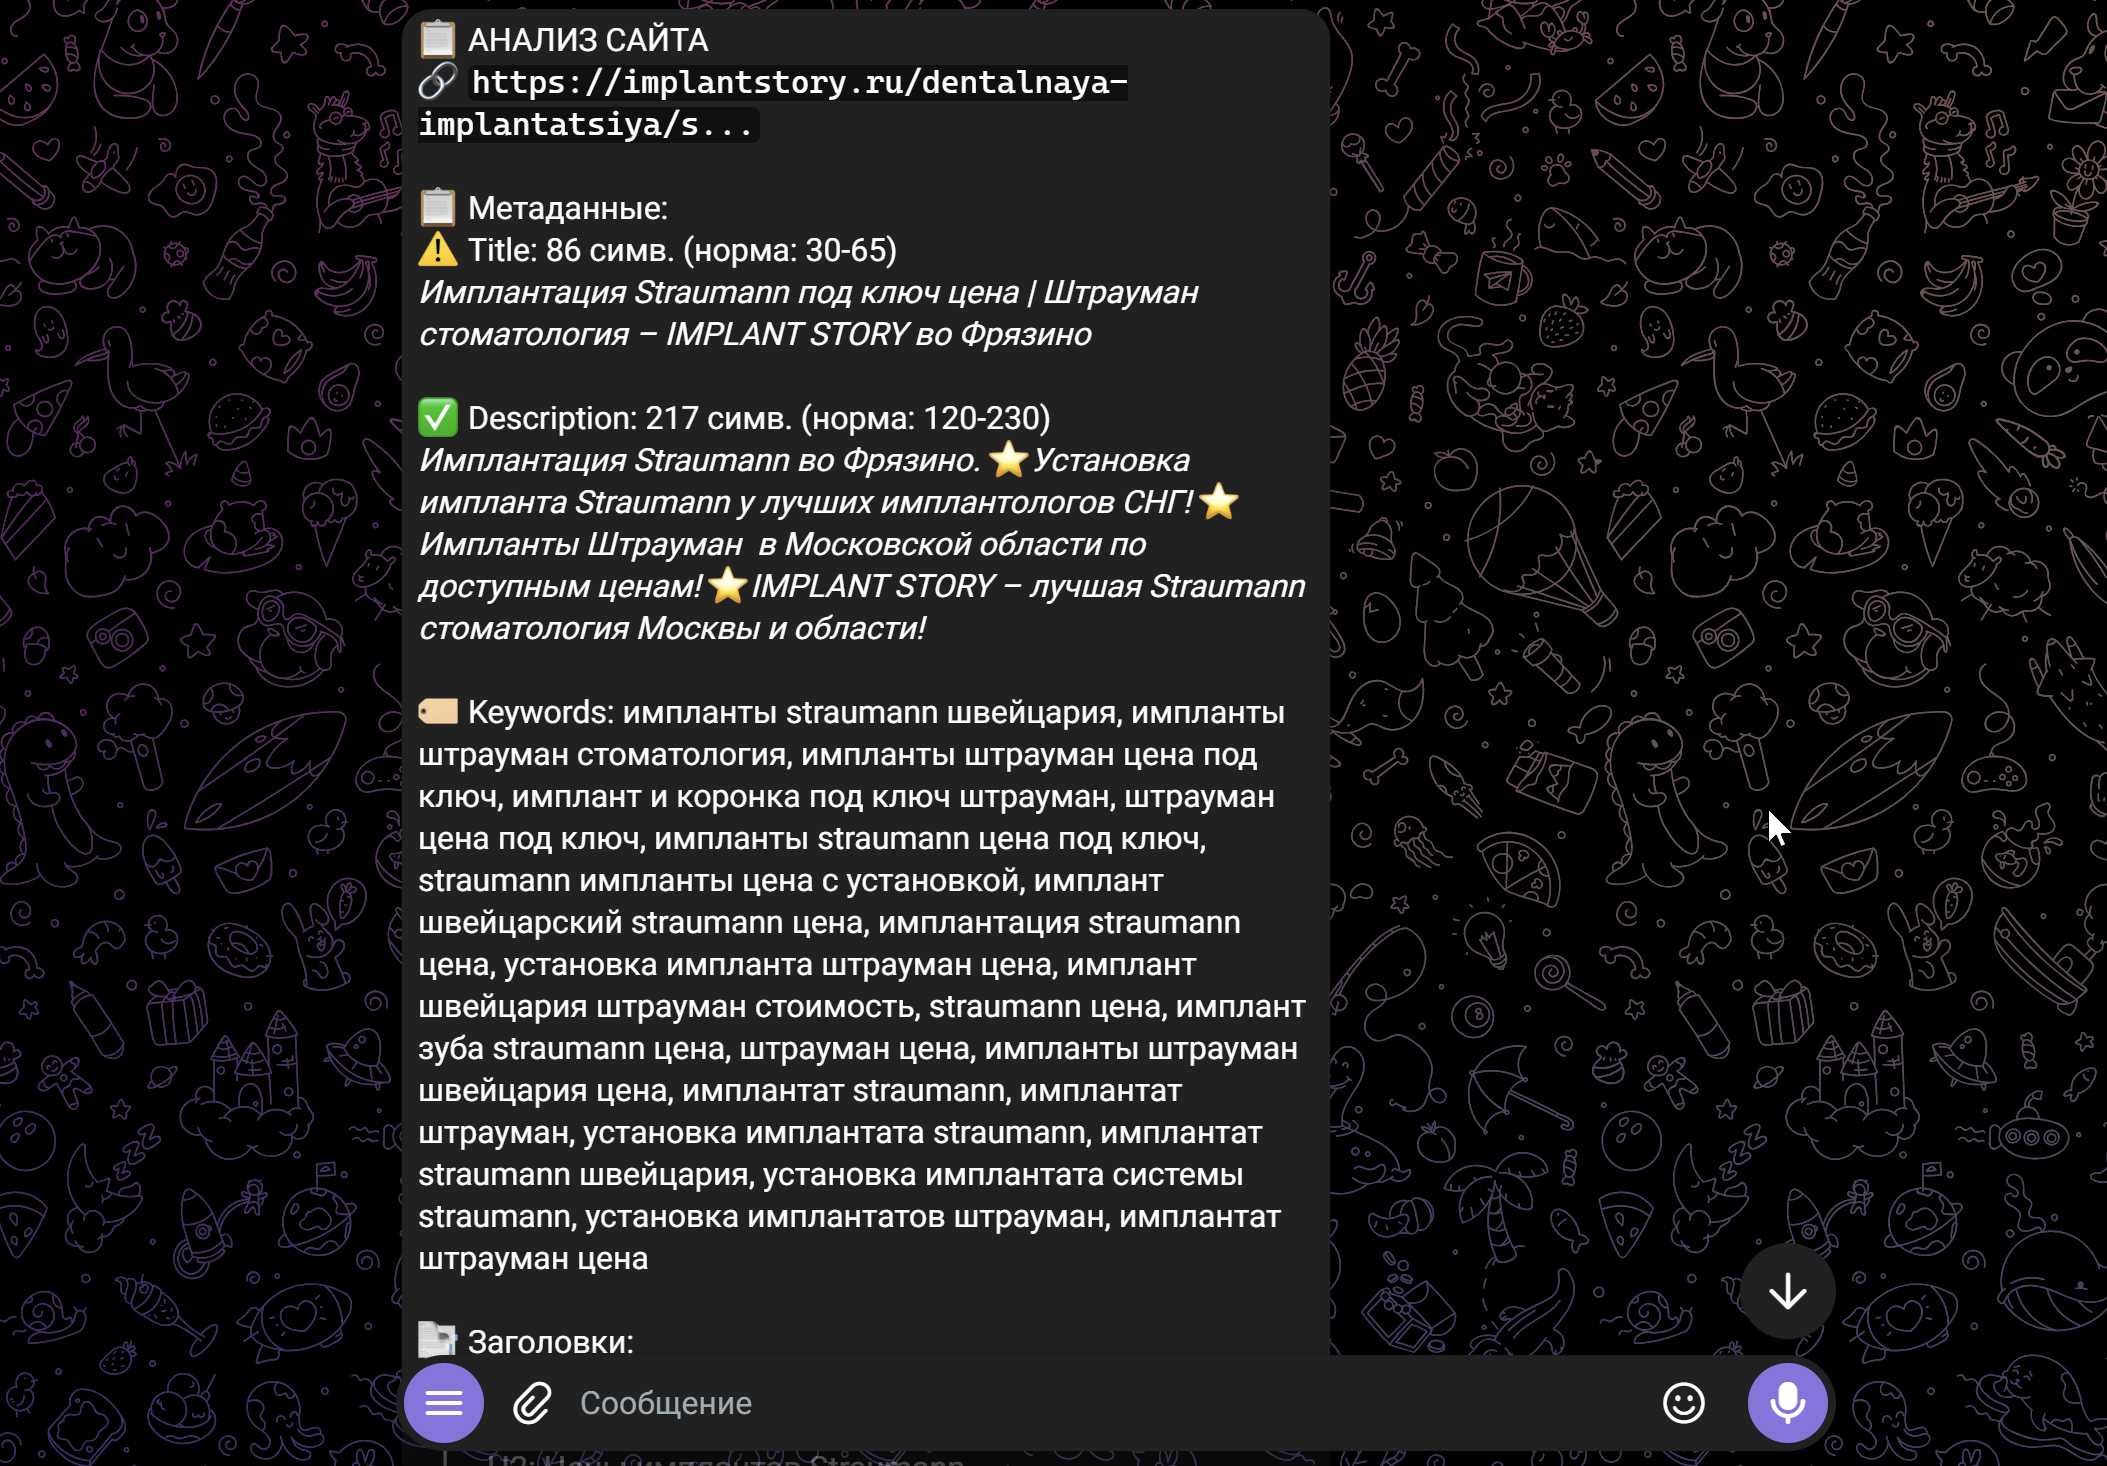 📋 АНАЛИЗ САЙТА
🔗 https://implantstory.ru/dentalnaya-
implantatsiya/s...
📋 Метаданные:
⚠️ Title: 86 симв. (норма: 30-65)
Имплантация Straumann под ключ цена | Штрауман
стоматология – IMPLANT STORY во Фрязино
✅ Description: 217 симв. (норма: 120-230)
Имплантация Straumann во Фрязино. ⭐Установка
импланта Straumann у лучших имплантологов СНГ!⭐
Импланты Штрауман  в Московской области по
доступным ценам!⭐IMPLANT STORY – лучшая Straumann
стоматология Москвы и области!
🏷 Keywords: импланты straumann швейцария, импланты
штрауман стоматология, импланты штрауман цена под
ключ, имплант и коронка под ключ штрауман, штрауман
цена под ключ, импланты straumann цена под ключ,
straumann импланты цена с установкой, имплант
швейцарский straumann цена, имплантация straumann
цена, установка импланта штрауман цена, имплант
швейцария штрауман стоимость, straumann цена, имплант
зуба straumann цена, штрауман цена, импланты штрауман
швейцария цена, имплантат straumann, имплантат
штрауман, установка имплантата straumann, имплантат
straumann швейцария, установка имплантата системы
straumann, установка имплантатов штрауман, имплантат
штрауман цена
📑 Заголовки:
Сообщение
H2: Цены имплантов Straumann